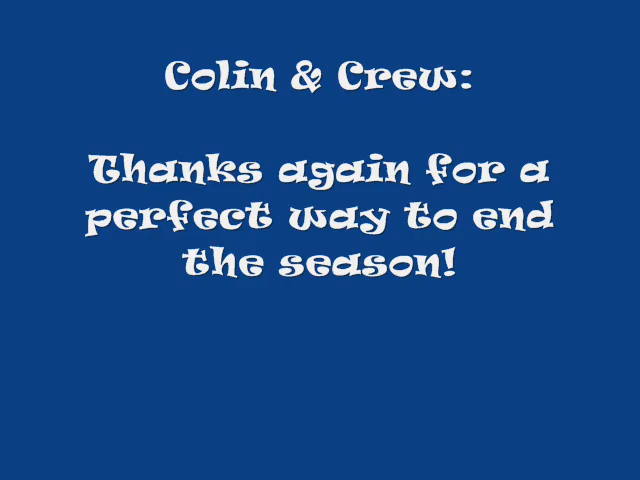 Colin & Crew:
Thanks again for a
perfect way to end
the season!